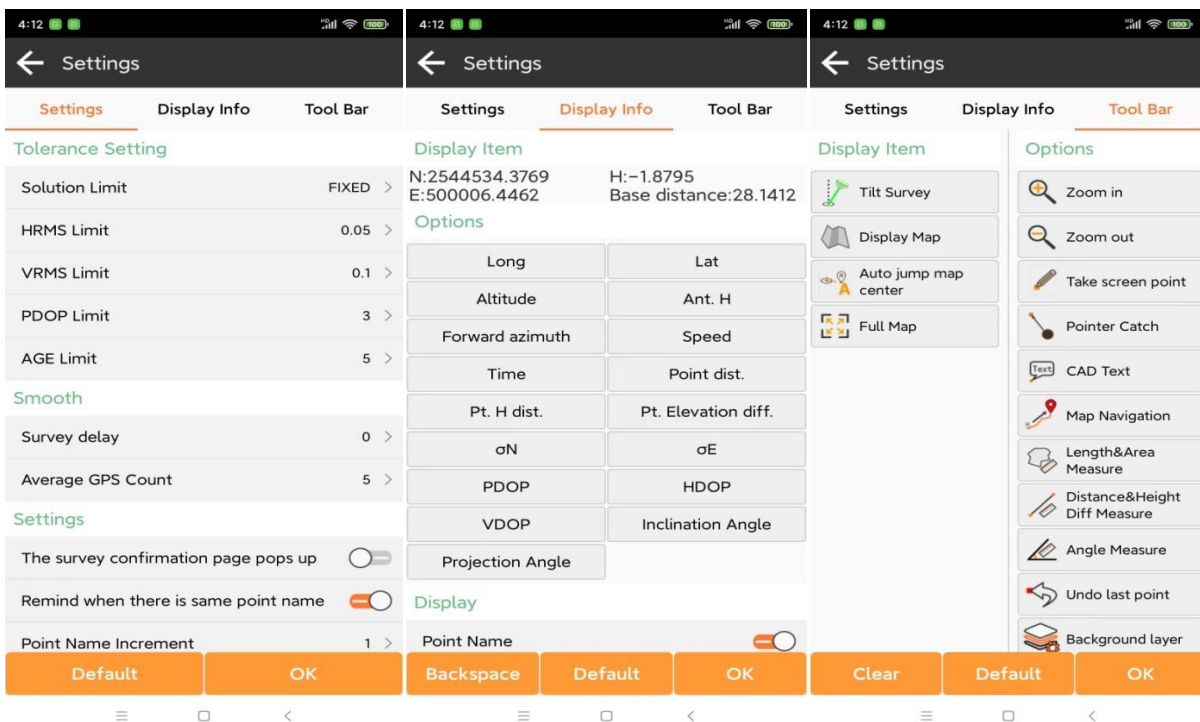 4:12
HD
100
Settings
Settings
Display Info
Tool Bar
Tolerance Setting
Solution Limit
FIXED >
HRMS Limit
0.05 >
VRMS Limit
0.1 >
PDOP Limit
3 >
AGE Limit
5 >
Smooth
Survey delay
0 >
Average GPS Count
5 >
Settings
The survey confirmation page pops up
Remind when there is same point name
Point Name Increment
1 >
Default
OK
4:12
HD
100
Settings
Settings
Display Info
Tool Bar
Display Item
N:2544534.3769
H:-1.8795
E:500006.4462
Base distance:28.1412
Options
Long
Lat
Altitude
Ant. H
Forward azimuth
Speed
Time
Point dist.
Pt. H dist.
Pt. Elevation diff.
σN
σE
PDOP
HDOP
VDOP
Inclination Angle
Projection Angle
Display
Point Name
Backspace
Default
OK
4:12
HD
100
Settings
Settings
Display Info
Tool Bar
Display Item
Tilt Survey
Display Map
Auto jump map
center
A
Full Map
Options
Zoom in
Zoom out
Take screen point
Pointer Catch
Text
CAD Text
Map Navigation
Length&Area
Measure
Distance&Height
Diff Measure
Angle Measure
Undo last point
Background layer
Clear
Default
OK